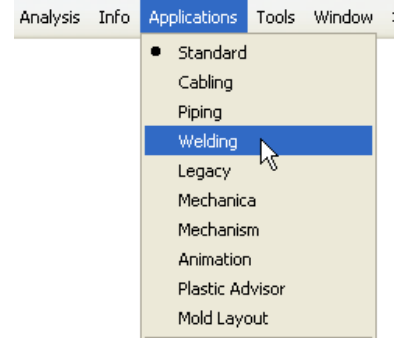 Analysis Info Applications Tools Window
Standard
Cabling
Piping
Welding
Legacy
Mechanica
Mechanism
Animation
Plastic Advisor
Mold Layout